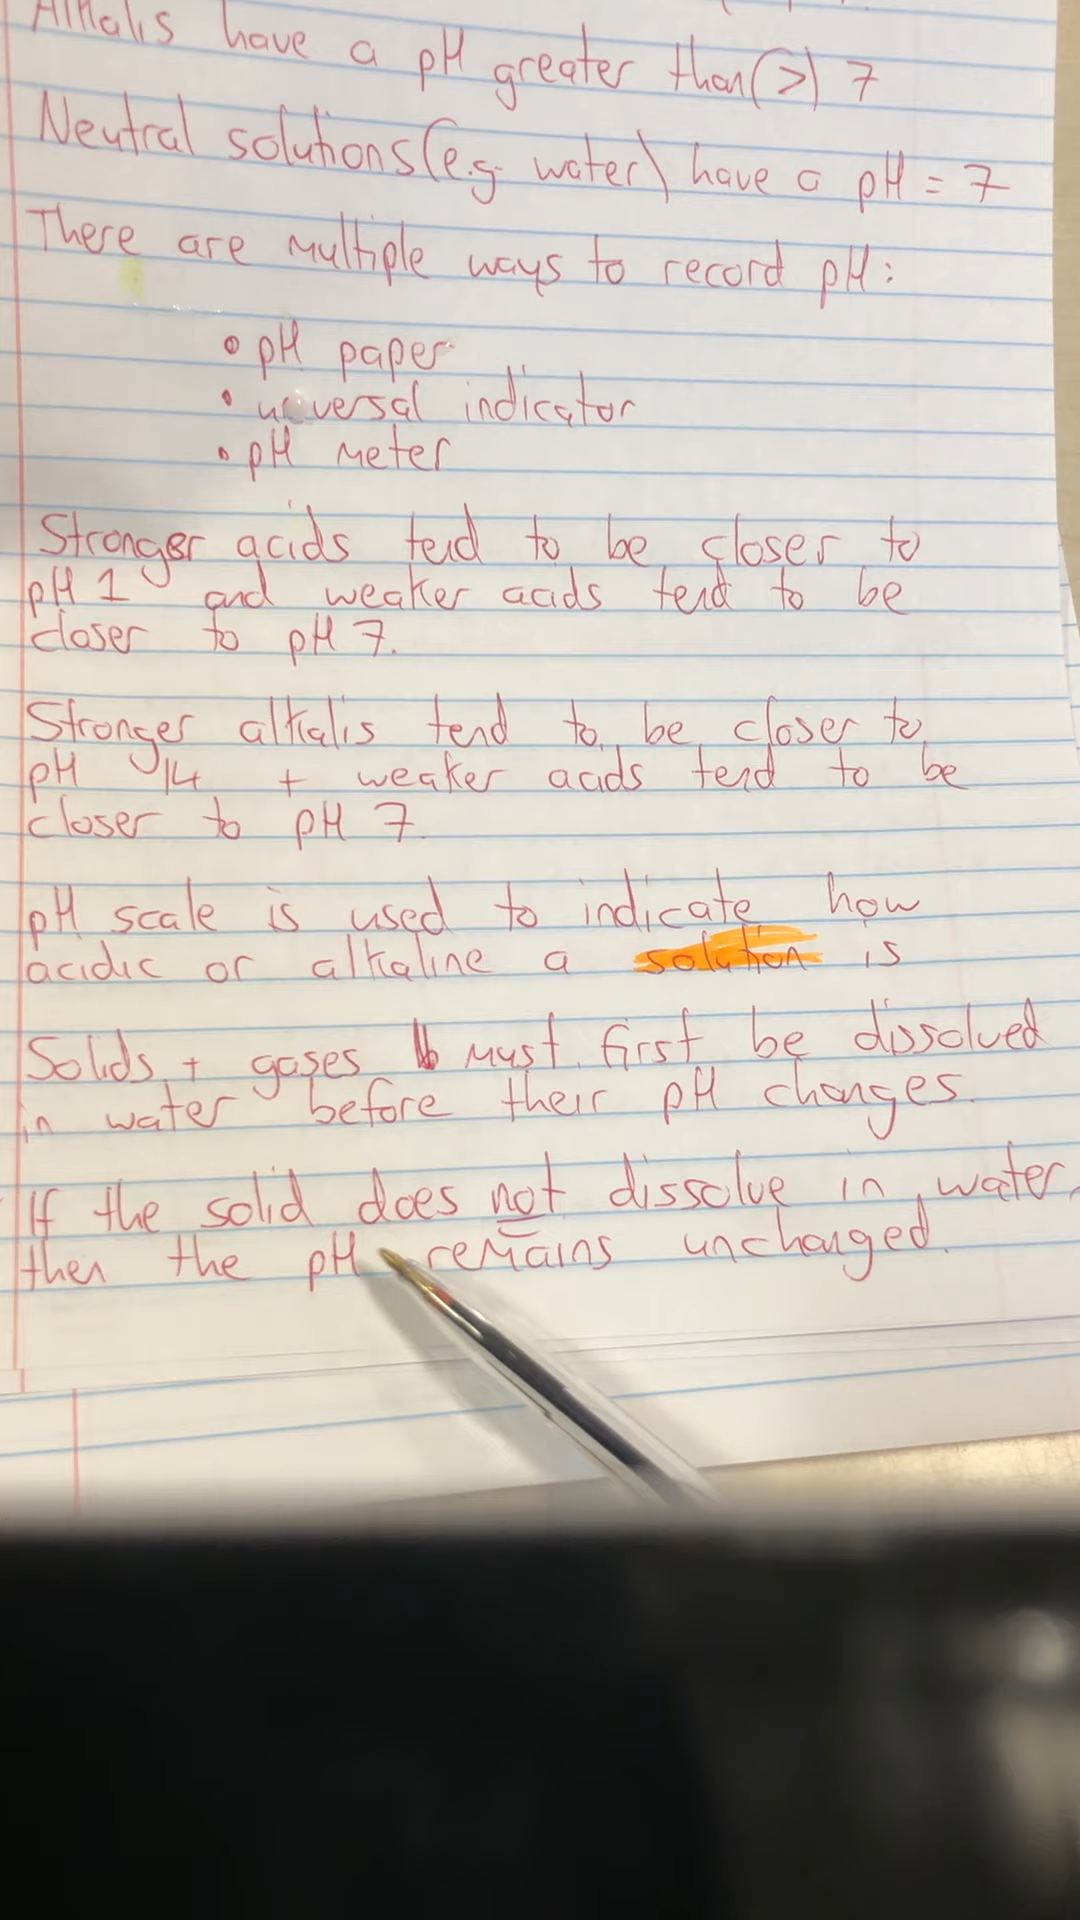 Alkalis have a pH greater than (>) 7
Neutral solutions (e.g. water) have a pH = 7
There are multiple ways to record pH:
• pH paper
• universal indicator
• pH meter
Stronger acids tend to be closer to
pH 1 and weaker acids tend to be
closer to pH 7.
Stronger alkalis tend to be closer to
pH 14 + weaker acids tend to be
closer to pH 7.
pH scale is used to indicate how
acidic or alkaline a solution is
Solids + gases must first be dissolved
in water before their pH changes.
If the solid does not dissolve in water,
then the pH remains unchanged.